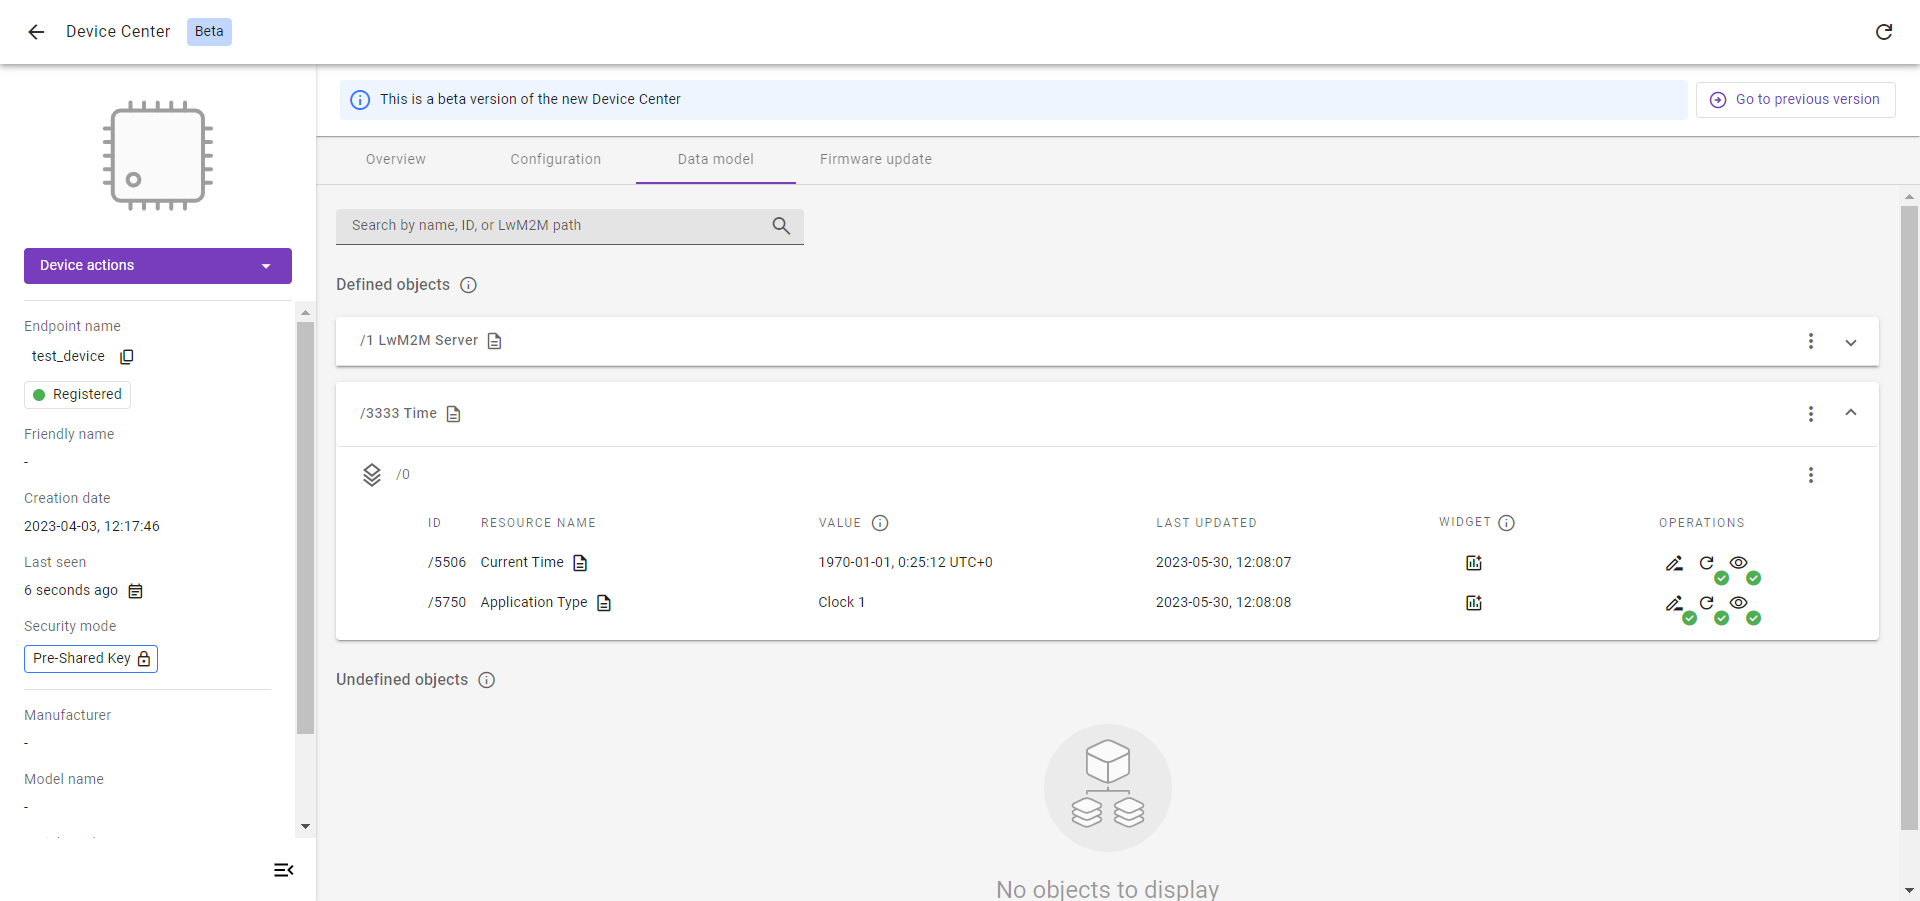 Device Center Beta
This is a beta version of the new Device Center
Go to previous version
Overview Configuration Data model Firmware update
Device actions
Endpoint name
test_device
Registered
Friendly name
-
Creation date
2023-04-03, 12:17:46
Last seen
6 seconds ago
Security mode
Pre-Shared Key
Manufacturer
-
Model name
-
Search by name, ID, or LwM2M path
Defined objects
/1 LwM2M Server
/3333 Time
/0
ID RESOURCE NAME VALUE LAST UPDATED WIDGET OPERATIONS
/5506 Current Time 1970-01-01, 0:25:12 UTC+0 2023-05-30, 12:08:07
/5750 Application Type Clock 1 2023-05-30, 12:08:08
Undefined objects
No objects to display